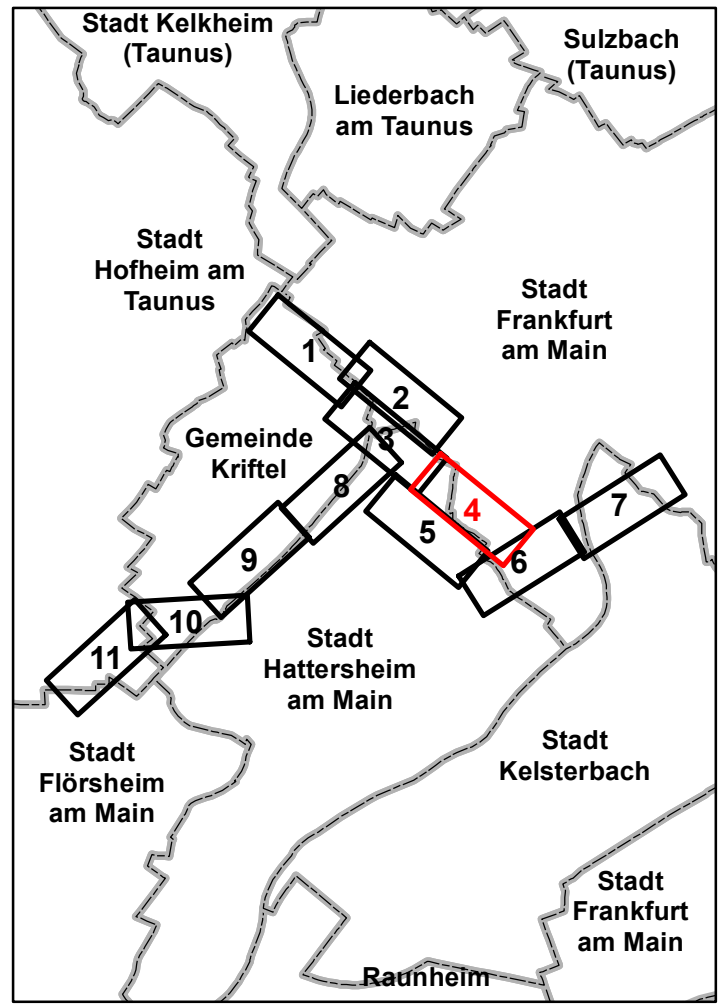 Stadt Kelkheim
(Taunus)
Sulzbach
(Taunus)
Liederbach
am Taunus
Stadt
Hofheim am
Taunus
Stadt
Frankfurt
am Main
1
2
3
Gemeinde
Kriftel
8
4
7
5
6
9
10
11
Stadt
Hattersheim
am Main
Stadt
Flörsheim
am Main
Stadt
Kelsterbach
Stadt
Frankfurt
am Main
Raunheim